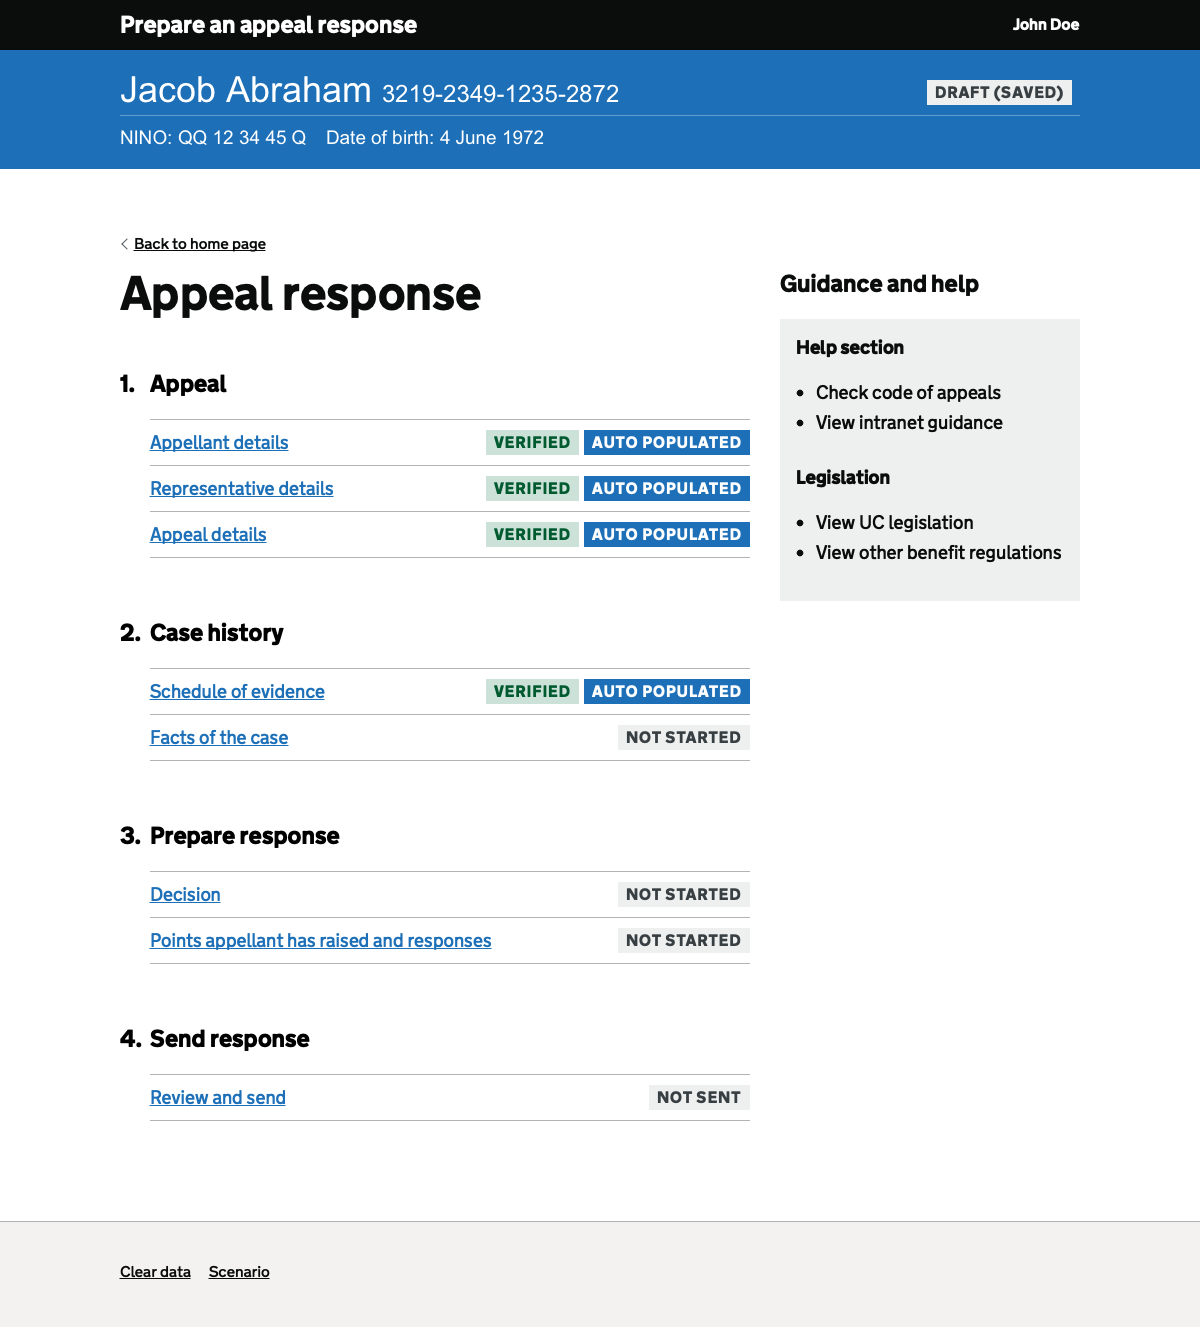 Prepare an appeal response John Doe
Jacob Abraham 3219-2349-1235-2872 DRAFT (SAVED)
NINO: QQ 12 34 45 Q Date of birth: 4 June 1972
Back to home page
Appeal response
1. Appeal
Appellant details VERIFIED AUTO POPULATED
Representative details VERIFIED AUTO POPULATED
Appeal details VERIFIED AUTO POPULATED
2. Case history
Schedule of evidence VERIFIED AUTO POPULATED
Facts of the case NOT STARTED
3. Prepare response
Decision NOT STARTED
Points appellant has raised and responses NOT STARTED
4. Send response
Review and send NOT SENT
Guidance and help
Help section
• Check code of appeals
• View intranet guidance
Legislation
• View UC legislation
• View other benefit regulations
Clear data Scenario